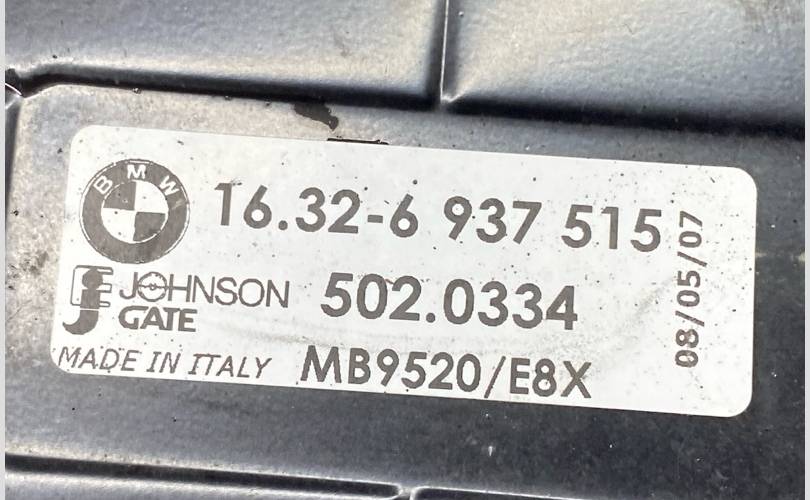 BMW
16.32-6 937 515
JOHNSON 502.0334
GATE
MADE IN ITALY MB9520/E8X
08/05/07